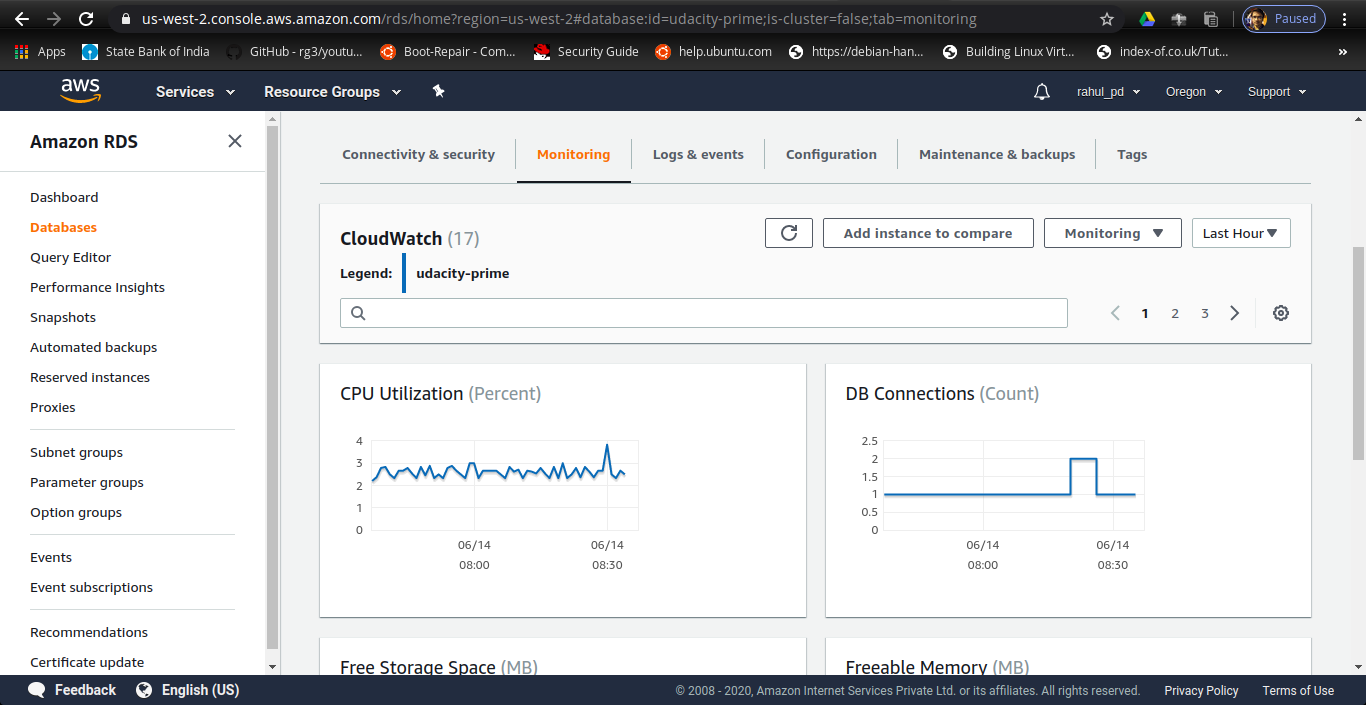 us-west-2.console.aws.amazon.com/rds/home?region=us-west-2#database:id=udacity-prime;is-cluster=false;tab=monitoring
Paused
Apps State Bank of India GitHub - rg3/youtu... Boot-Repair - Com... Security Guide help.ubuntu.com https://debian-han... Building Linux Virt... index-of.co.uk/Tut... »
aws Services Resource Groups rahul_pd Oregon Support
Amazon RDS
Dashboard
Databases
Query Editor
Performance Insights
Snapshots
Automated backups
Reserved instances
Proxies
Subnet groups
Parameter groups
Option groups
Events
Event subscriptions
Recommendations
Certificate update
Connectivity & security Monitoring Logs & events Configuration Maintenance & backups Tags
CloudWatch (17)
Add instance to compare Monitoring Last Hour
Legend: udacity-prime
1 2 3
CPU Utilization (Percent)
4
3
2
1
0
06/14 06/14
08:00 08:30
DB Connections (Count)
2.5
2
1.5
1
0.5
0
06/14 06/14
08:00 08:30
Free Storage Space (MB)
Freeable Memory (MB)
Feedback English (US) © 2008 - 2020, Amazon Internet Services Private Ltd. or its affiliates. All rights reserved. Privacy Policy Terms of Use